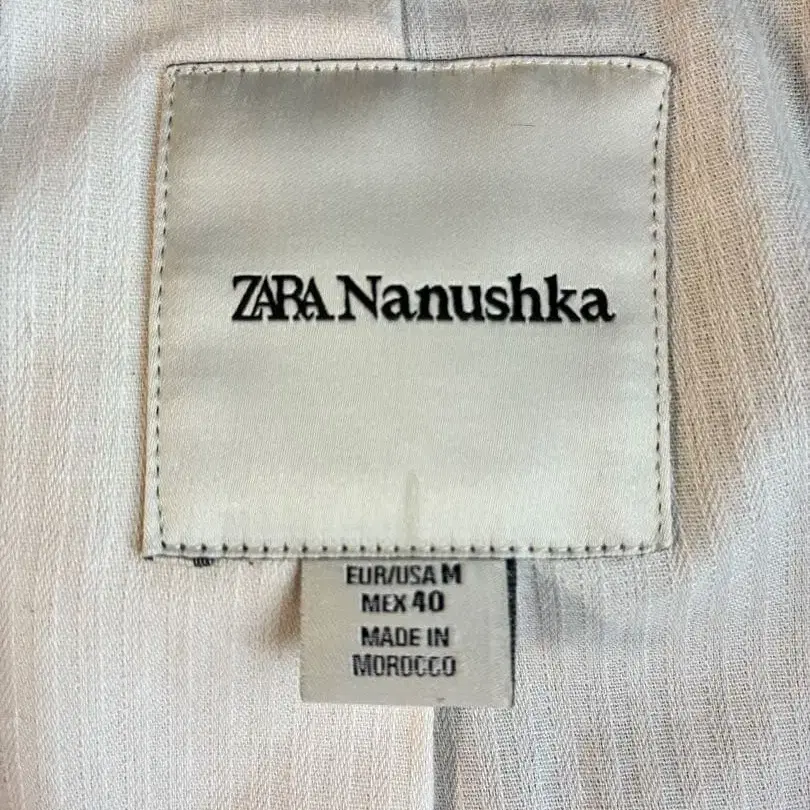 ZARA Nanushka
EUR/USA M
MEX 40
MADE IN
MOROCCO